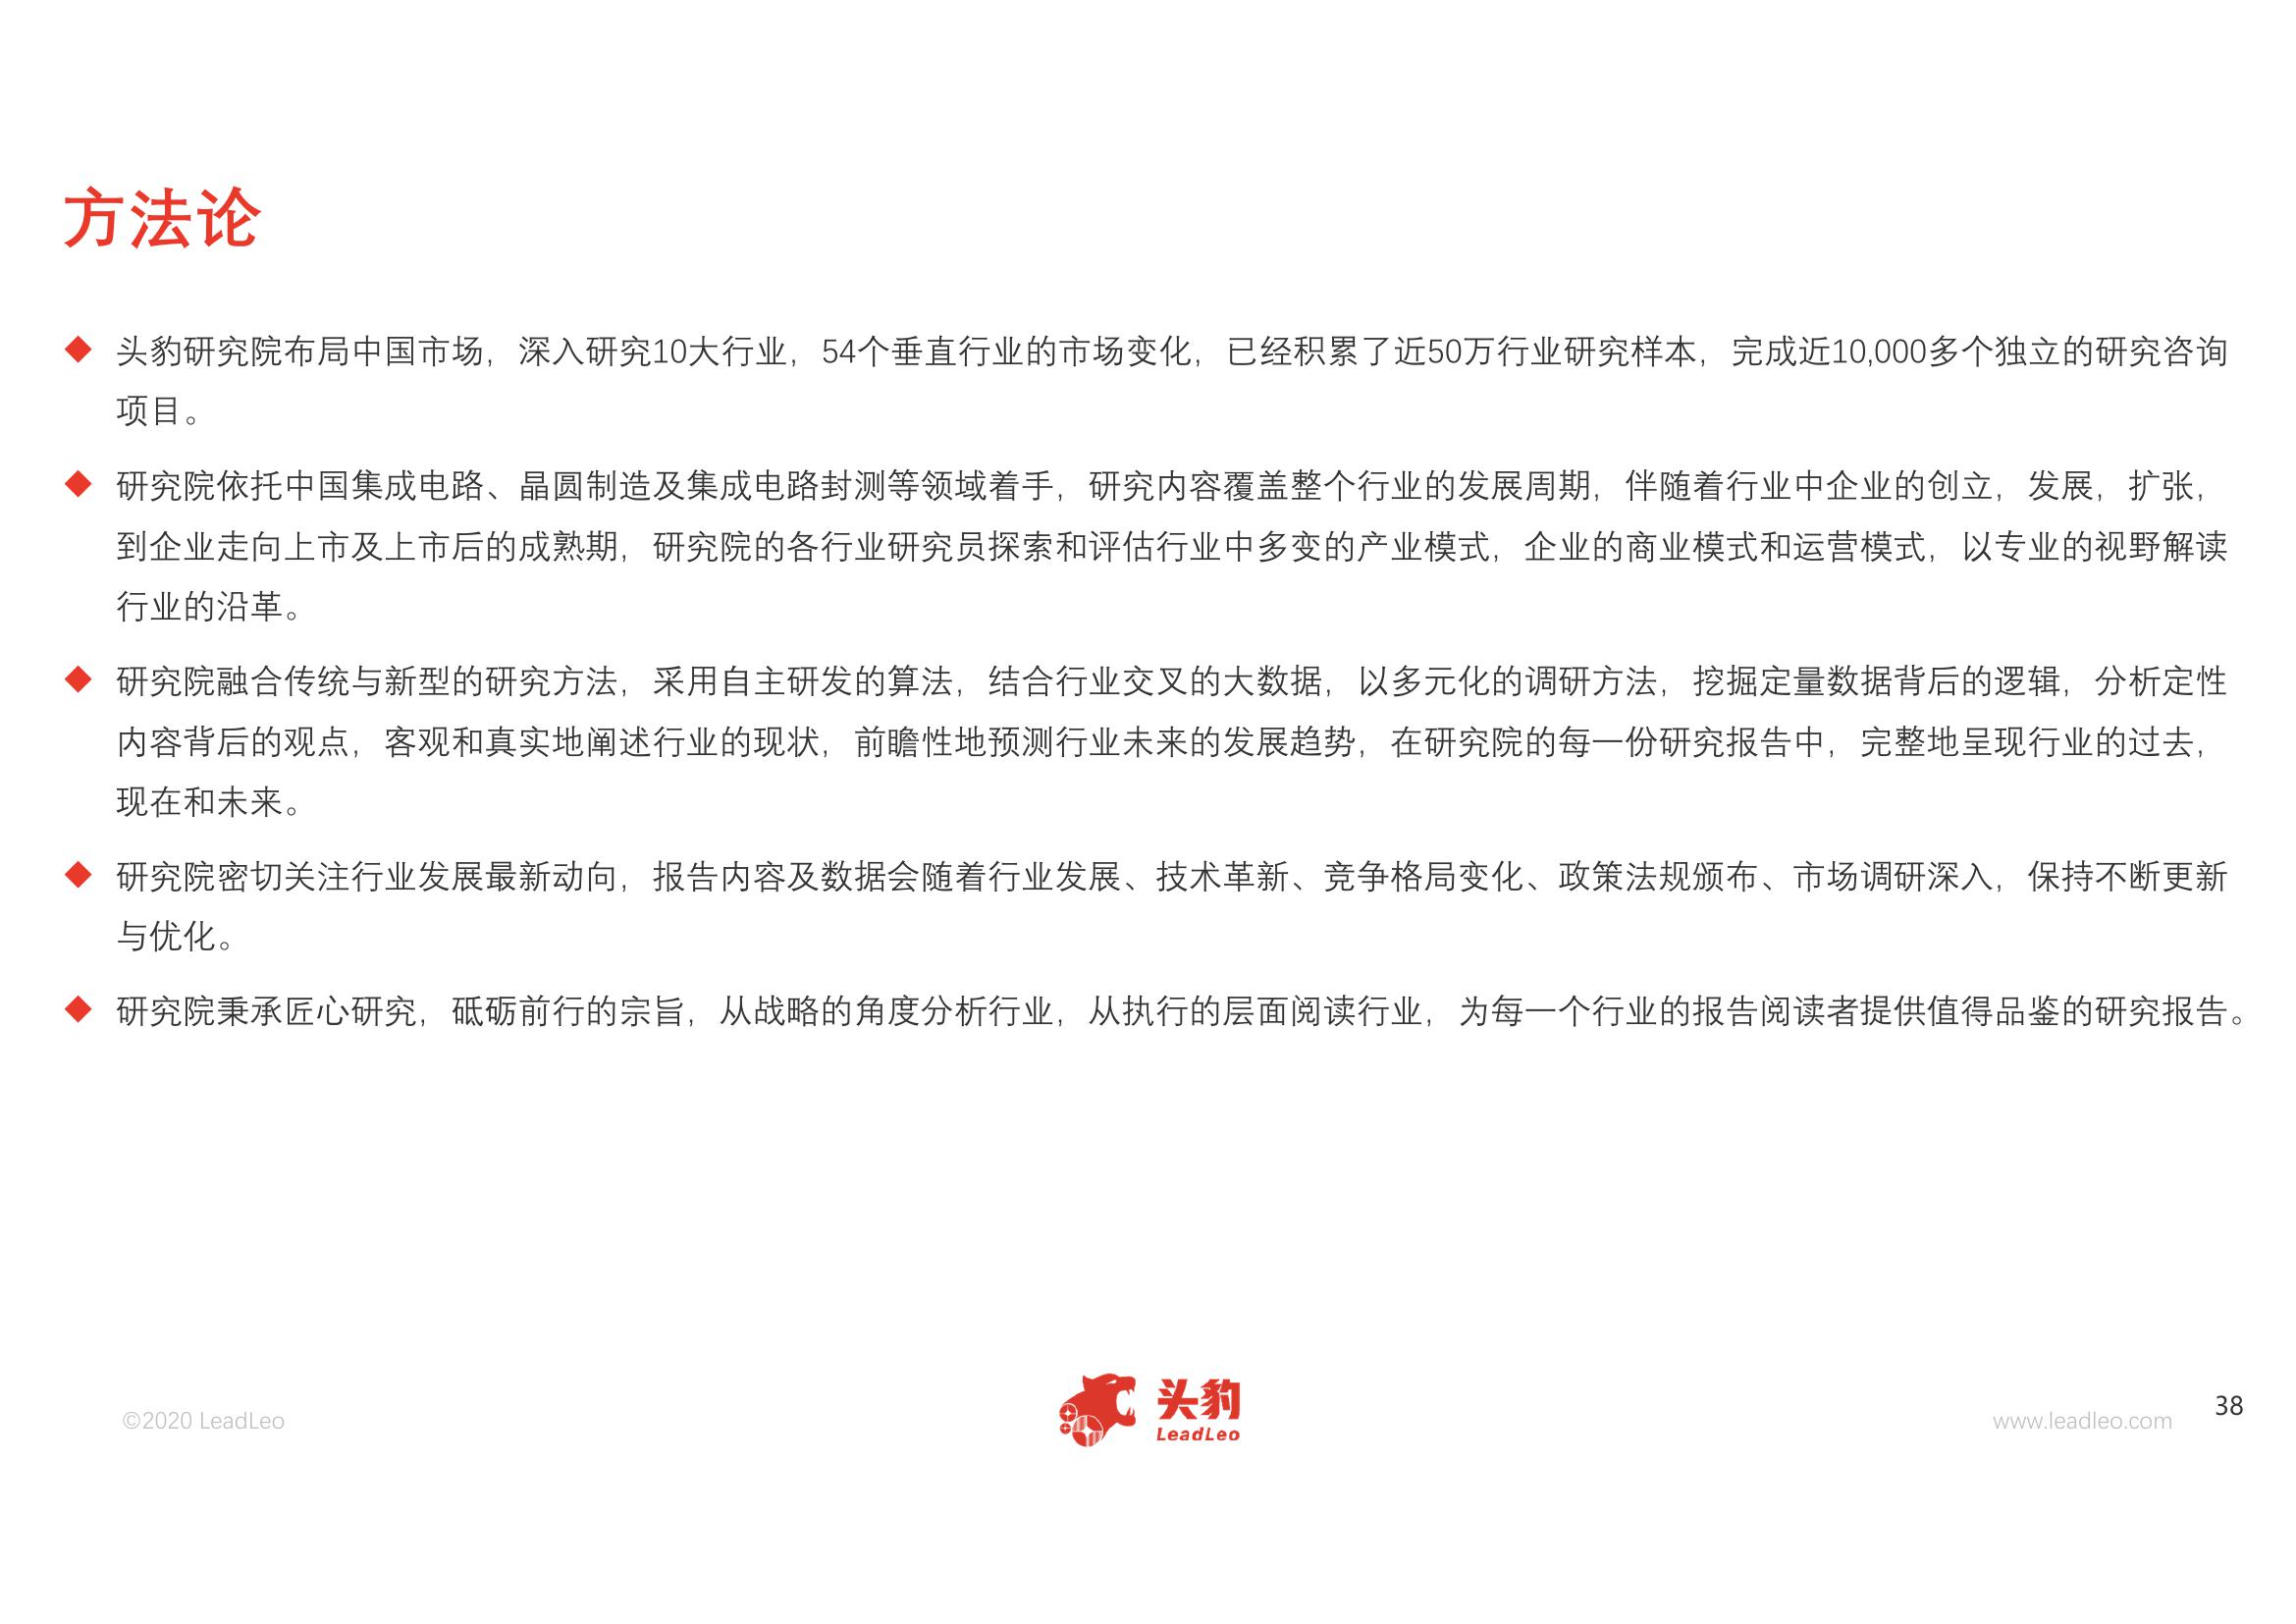 方法论
头豹研究院布局中国市场，深入研究10大行业，54个垂直行业的市场变化，已经积累了近50万行业研究样本，完成近10,000多个独立的研究咨询
项目。
研究院依托中国集成电路、晶圆制造及集成电路封测等领域着手，研究内容覆盖整个行业的发展周期，伴随着行业中企业的创立，发展，扩张，
到企业走向上市及上市后的成熟期，研究院的各行业研究员探索和评估行业中多变的产业模式，企业的商业模式和运营模式，以专业的视野解读
行业的沿革。
研究院融合传统与新型的研究方法，采用自主研发的算法，结合行业交叉的大数据，以多元化的调研方法，挖掘定量数据背后的逻辑，分析定性
内容背后的观点，客观和真实地阐述行业的现状，前瞻性地预测行业未来的发展趋势，在研究院的每一份研究报告中，完整地呈现行业的过去，
现在和未来。
研究院密切关注行业发展最新动向，报告内容及数据会随着行业发展、技术革新、竞争格局变化、政策法规颁布、市场调研深入，保持不断更新
与优化。
研究院秉承匠心研究，砥砺前行的宗旨，从战略的角度分析行业，从执行的层面阅读行业，为每一个行业的报告阅读者提供值得品鉴的研究报告。
©2020 LeadLeo
头豹
LeadLeo
www.leadleo.com
38